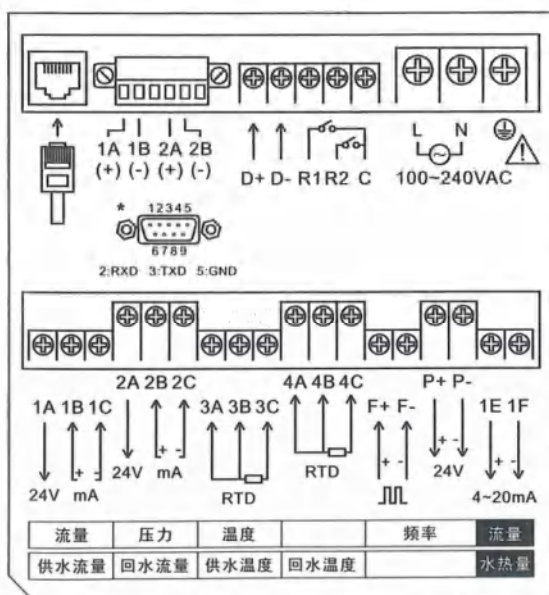 1A 1B 2A 2B
(+) (-) (+) (-)
D+ D- R1 R2 C
L N
100~240VAC
* 12345
6789
2:RXD 3:TXD 5:GND
2A 2B 2C 4A 4B 4C P+ P-
1A 1B 1C 3A 3B 3C F+ F- 1E 1F
+ - + - + -
24V mA RTD 24V
+ - + -
24V mA RTD 4~20mA
流量 压力 温度 频率 流量
供水流量 回水流量 供水温度 回水温度 水热量